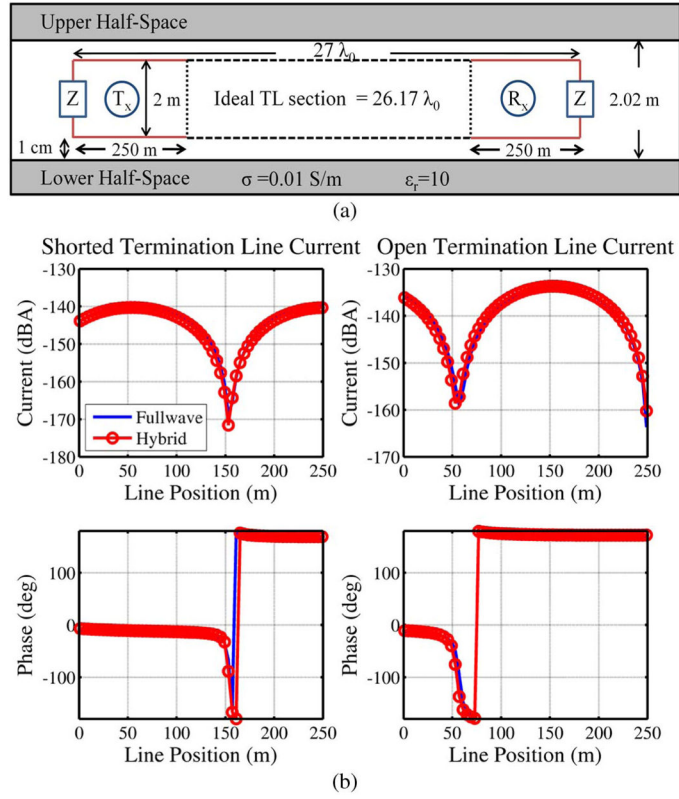 Upper Half-Space
27 λ0
Z
Tx
2 m
Ideal TL section = 26.17 λ0
Rx
Z
2.02 m
1 cm
250 m
250 m
Lower Half-Space σ =0.01 S/m εr=10
(a)
Shorted Termination Line Current
Open Termination Line Current
Current (dBA)
-130
-140
-150
-160
-170
-180
Fullwave
Hybrid
0 50 100 150 200 250
Line Position (m)
Current (dBA)
-130
-140
-150
-160
-170
0 50 100 150 200 250
Line Position (m)
Phase (deg)
100
0
-100
0 50 100 150 200 250
Line Position (m)
Phase (deg)
100
0
-100
0 50 100 150 200 250
Line Position (m)
(b)